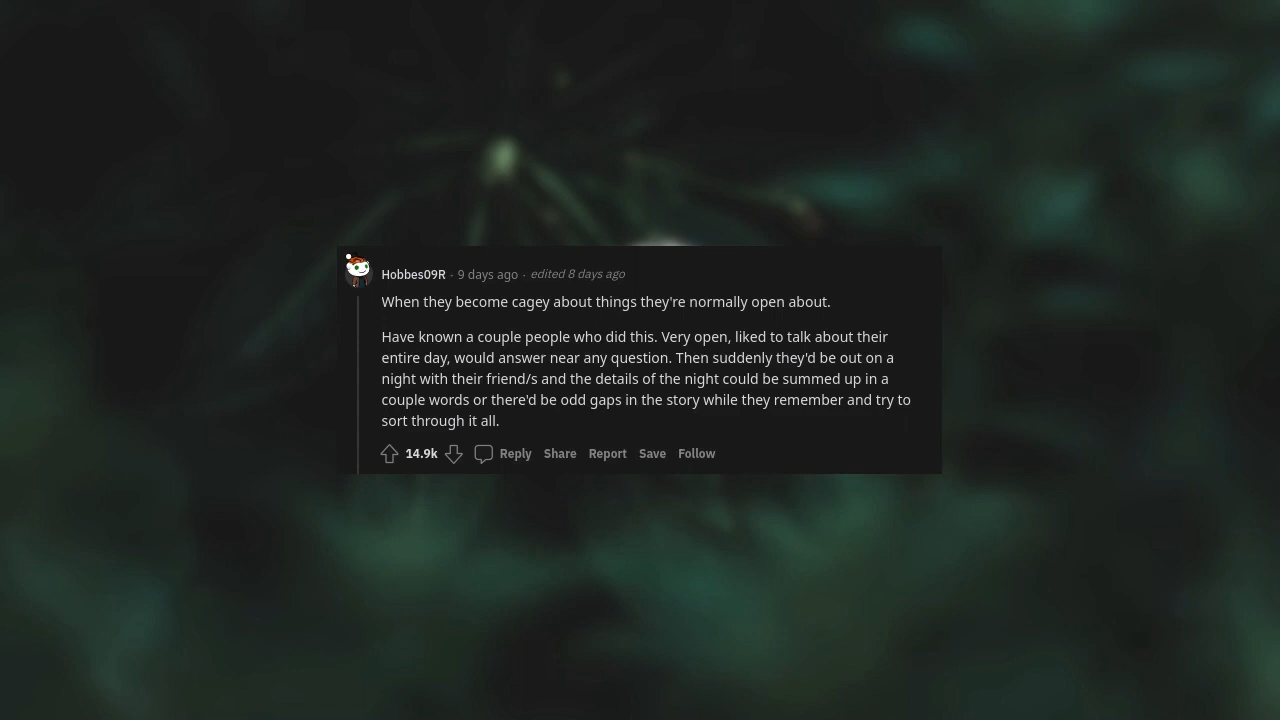 Hobbes09R · 9 days ago · edited 8 days ago
When they become cagey about things they're normally open about.
Have known a couple people who did this. Very open, liked to talk about their
entire day, would answer near any question. Then suddenly they'd be out on a
night with their friend/s and the details of the night could be summed up in a
couple words or there'd be odd gaps in the story while they remember and try to
sort through it all.
14.9k Reply Share Report Save Follow